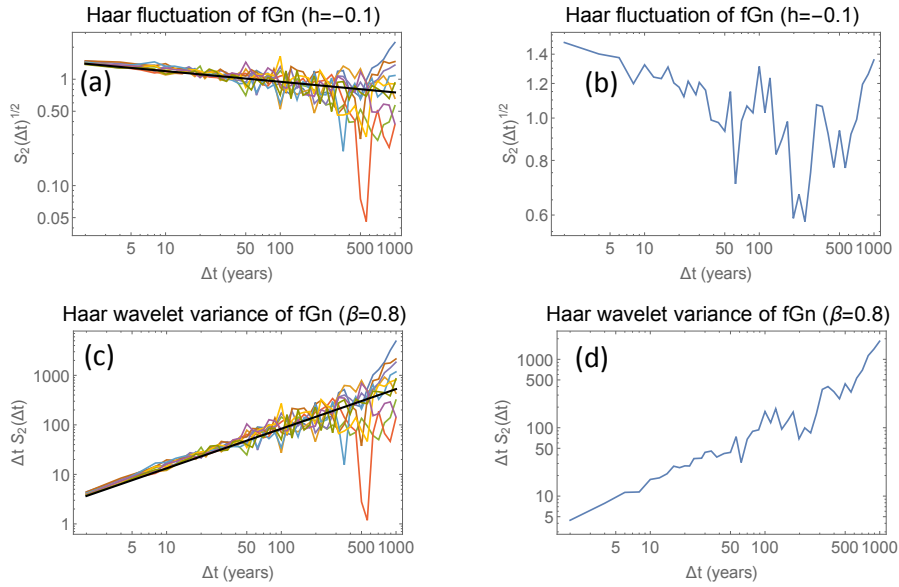 Haar fluctuation of fGn (h=−0.1)
(a)
S₂(Δt)^1/2
1
0.50
0.10
0.05
5 10 50 100 500 1000
Δt (years)
Haar fluctuation of fGn (h=−0.1)
(b)
S₂(Δt)^1/2
1.4
1.2
1.0
0.8
0.6
5 10 50 100 500 1000
Δt (years)
Haar wavelet variance of fGn (β=0.8)
(c)
Δt S₂(Δt)
1000
100
10
1
5 10 50 100 500 1000
Δt (years)
Haar wavelet variance of fGn (β=0.8)
(d)
Δt S₂(Δt)
1000
500
100
50
10
5
5 10 50 100 500 1000
Δt (years)